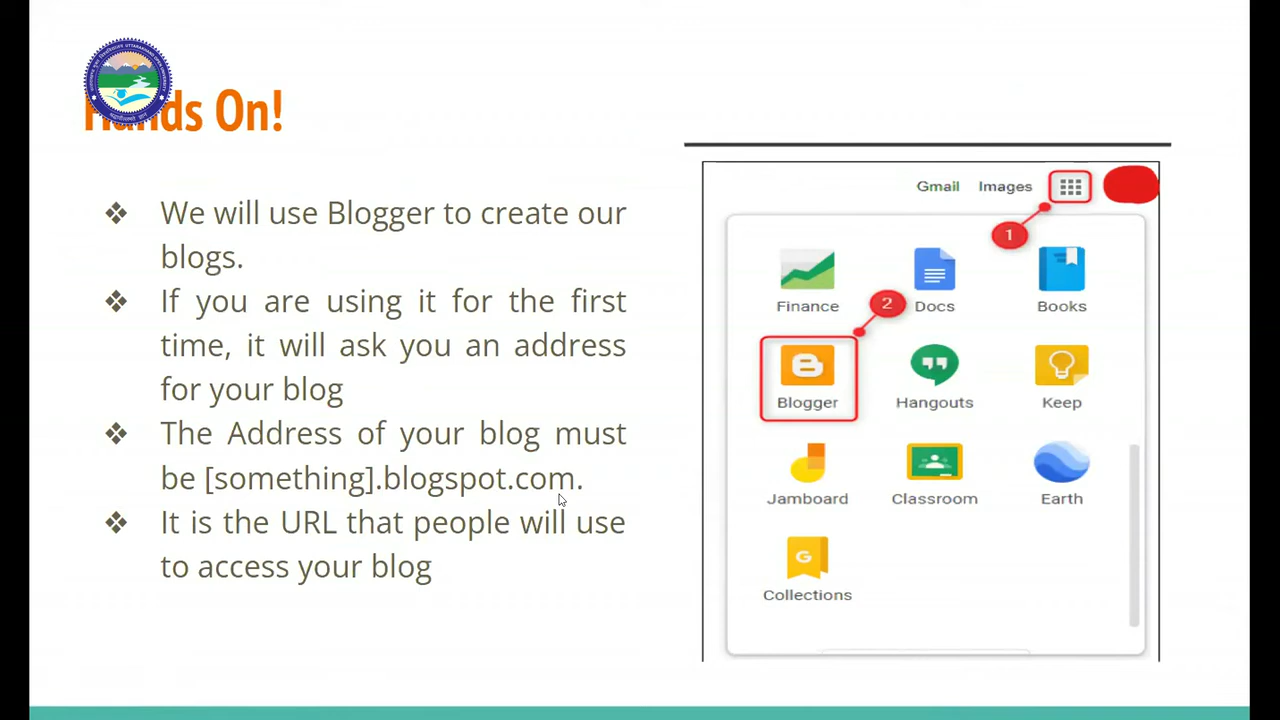 Hands On!
❖ We will use Blogger to create our
blogs.
❖ If you are using it for the first
time, it will ask you an address
for your blog
❖ The Address of your blog must
be [something].blogspot.com.
❖ It is the URL that people will use
to access your blog
Gmail Images
1
Finance 2 Docs Books
Blogger Hangouts Keep
Jamboard Classroom Earth
G
Collections